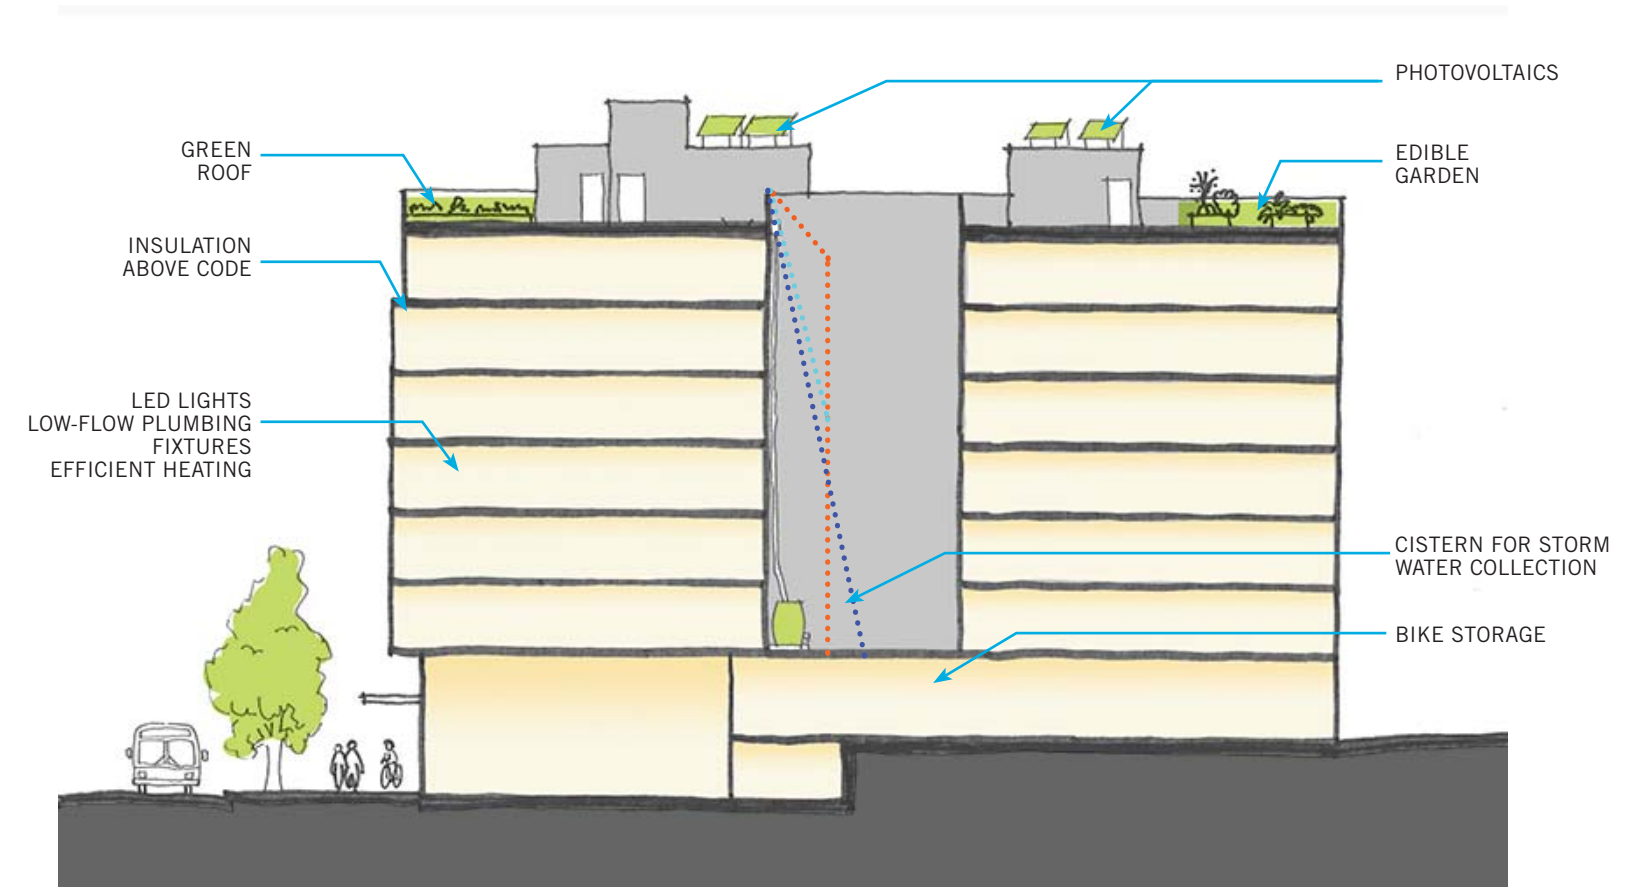 PHOTOVOLTAICS
GREEN
ROOF
EDIBLE
GARDEN
INSULATION
ABOVE CODE
LED LIGHTS
LOW-FLOW PLUMBING
FIXTURES
EFFICIENT HEATING
CISTERN FOR STORM
WATER COLLECTION
BIKE STORAGE